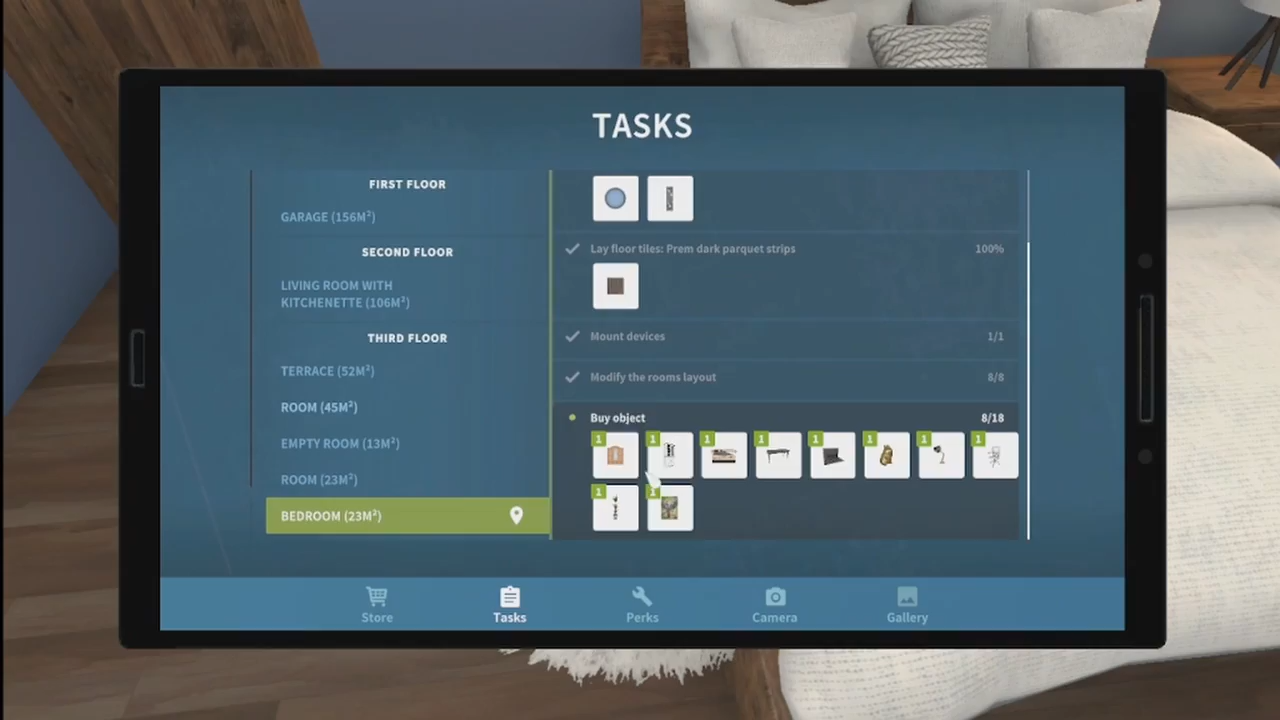 TASKS
FIRST FLOOR
GARAGE (156M²)
SECOND FLOOR
LIVING ROOM WITH
KITCHENETTE (106M²)
THIRD FLOOR
TERRACE (52M²)
ROOM (45M²)
EMPTY ROOM (13M²)
ROOM (23M²)
BEDROOM (23M²)
Lay floor tiles: Prem dark parquet strips 100%
Mount devices 1/1
Modify the rooms layout 8/8
Buy object 8/18
1 1 1 1 1 1 1 1
1 1
Store Tasks Perks Camera Gallery